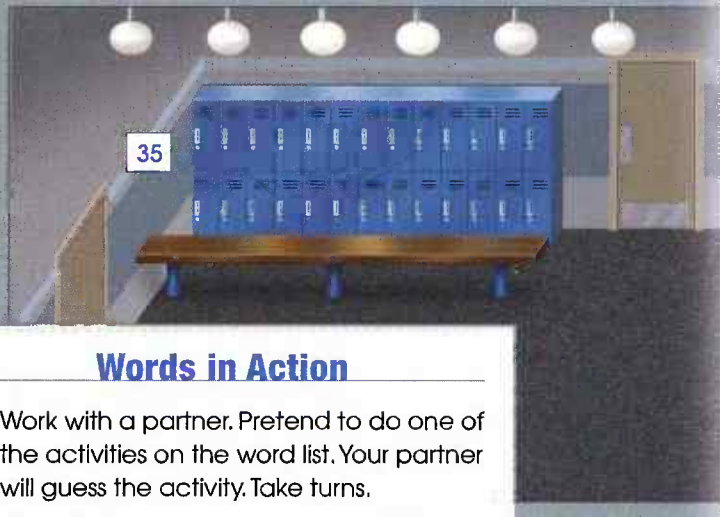 35
Words in Action
Work with a partner. Pretend to do one of
the activities on the word list. Your partner
will guess the activity. Take turns.